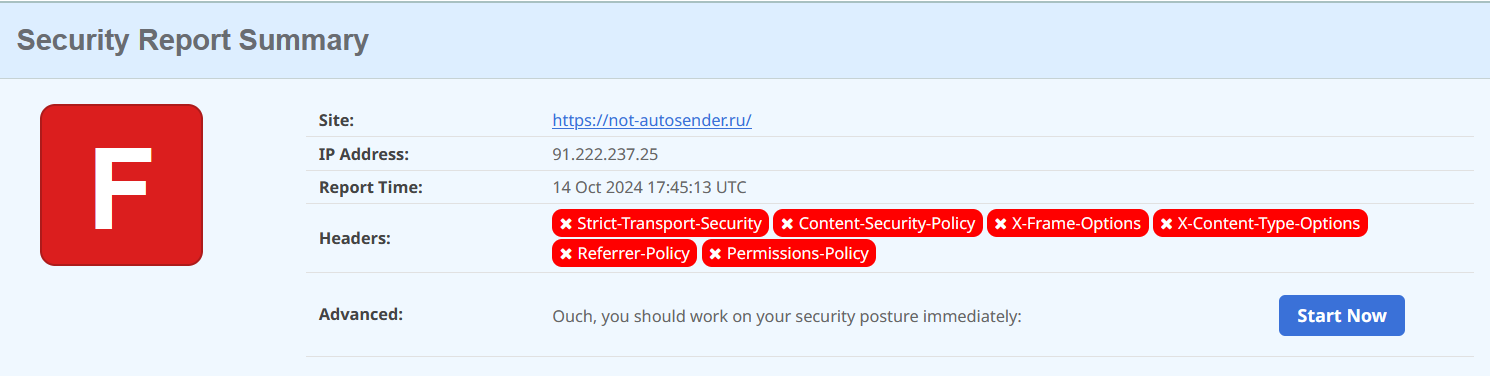 Security Report Summary
F
Site: https://not-autosender.ru/
IP Address: 91.222.237.25
Report Time: 14 Oct 2024 17:45:13 UTC
Headers: ✖ Strict-Transport-Security ✖ Content-Security-Policy ✖ X-Frame-Options ✖ X-Content-Type-Options
✖ Referrer-Policy ✖ Permissions-Policy
Advanced: Ouch, you should work on your security posture immediately: Start Now